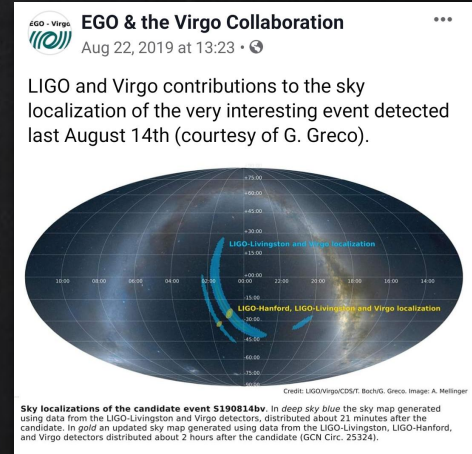 EGO - Virgo
EGO & the Virgo Collaboration
Aug 22, 2019 at 13:23 •
LIGO and Virgo contributions to the sky
localization of the very interesting event detected
last August 14th (courtesy of G. Greco).
+75:00
+60:00
+45:00
+30:00
LIGO-Livingston and Virgo localization
+15:00
10:00 08:00 06:00 04:00 02:00 +00:00 00:00 22:00 20:00 18:00 16:00 14:00
-15:00
LIGO-Hanford, LIGO-Livingston and Virgo localization
-30:00
-45:00
-60:00
-75:00
Credit: LIGO/Virgo/CDS/T. Boch/G. Greco. Image: A. Mellinger
Sky localizations of the candidate event S190814bv. In deep sky blue the sky map generated
using data from the LIGO-Livingston and Virgo detectors, distributed about 21 minutes after the
candidate. In gold an updated sky map generated using data from the LIGO-Livingston, LIGO-Hanford,
and Virgo detectors distributed about 2 hours after the candidate (GCN Circ. 25324).